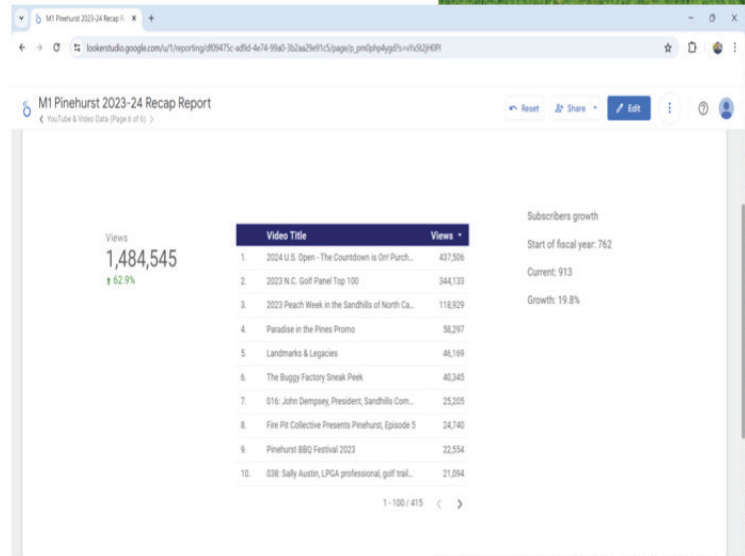 M1 Pinehurst 2023-24 Recap R
lookerstudio.google.com/u/1/reporting/df09475c-ad9d-4e74-99a0-3b2aa29e91c5/page/p_pm0php4ygd?s=vYxSt2jH0PI
M1 Pinehurst 2023-24 Recap Report
YouTube & Video Data (Page 6 of 6)
Reset
Share
Edit
Views
1,484,545
62.9%
Video Title Views
1. 2024 U.S. Open - The Countdown is On! Purch... 437,506
2. 2023 N.C. Golf Panel Top 100 344,133
3. 2023 Peach Week in the Sandhills of North Ca... 118,929
4. Paradise in the Pines Promo 58,297
5. Landmarks & Legacies 46,169
6. The Buggy Factory Sneak Peek 40,345
7. 016: John Dempsey, President, Sandhills Com... 25,205
8. Fire Pit Collective Presents Pinehurst, Episode 5 24,740
9. Pinehurst BBQ Festival 2023 22,554
10. 038: Sally Austin, LPGA professional, golf trail... 21,094
1 - 100 / 415
Subscribers growth
Start of fiscal year: 762
Current: 913
Growth: 19.8%